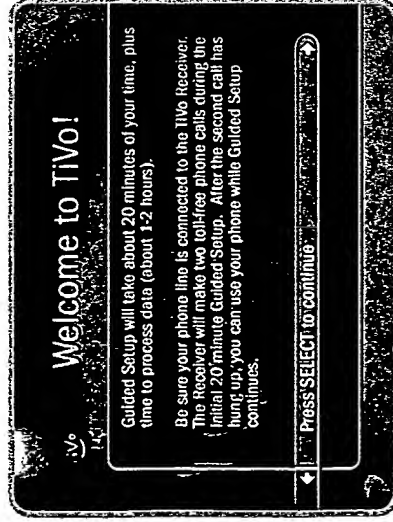 TiVo
Welcome to TiVo!
Guided Setup will take about 20 minutes of your time, plus
time to process data (about 1-2 hours).
Be sure your phone line is connected to the TiVo Receiver.
The Receiver will make two toll-free phone calls during the
initial 20 minute Guided Setup. After the second call has
hung up, you can use your phone while Guided Setup
continues.
Press SELECT to continue